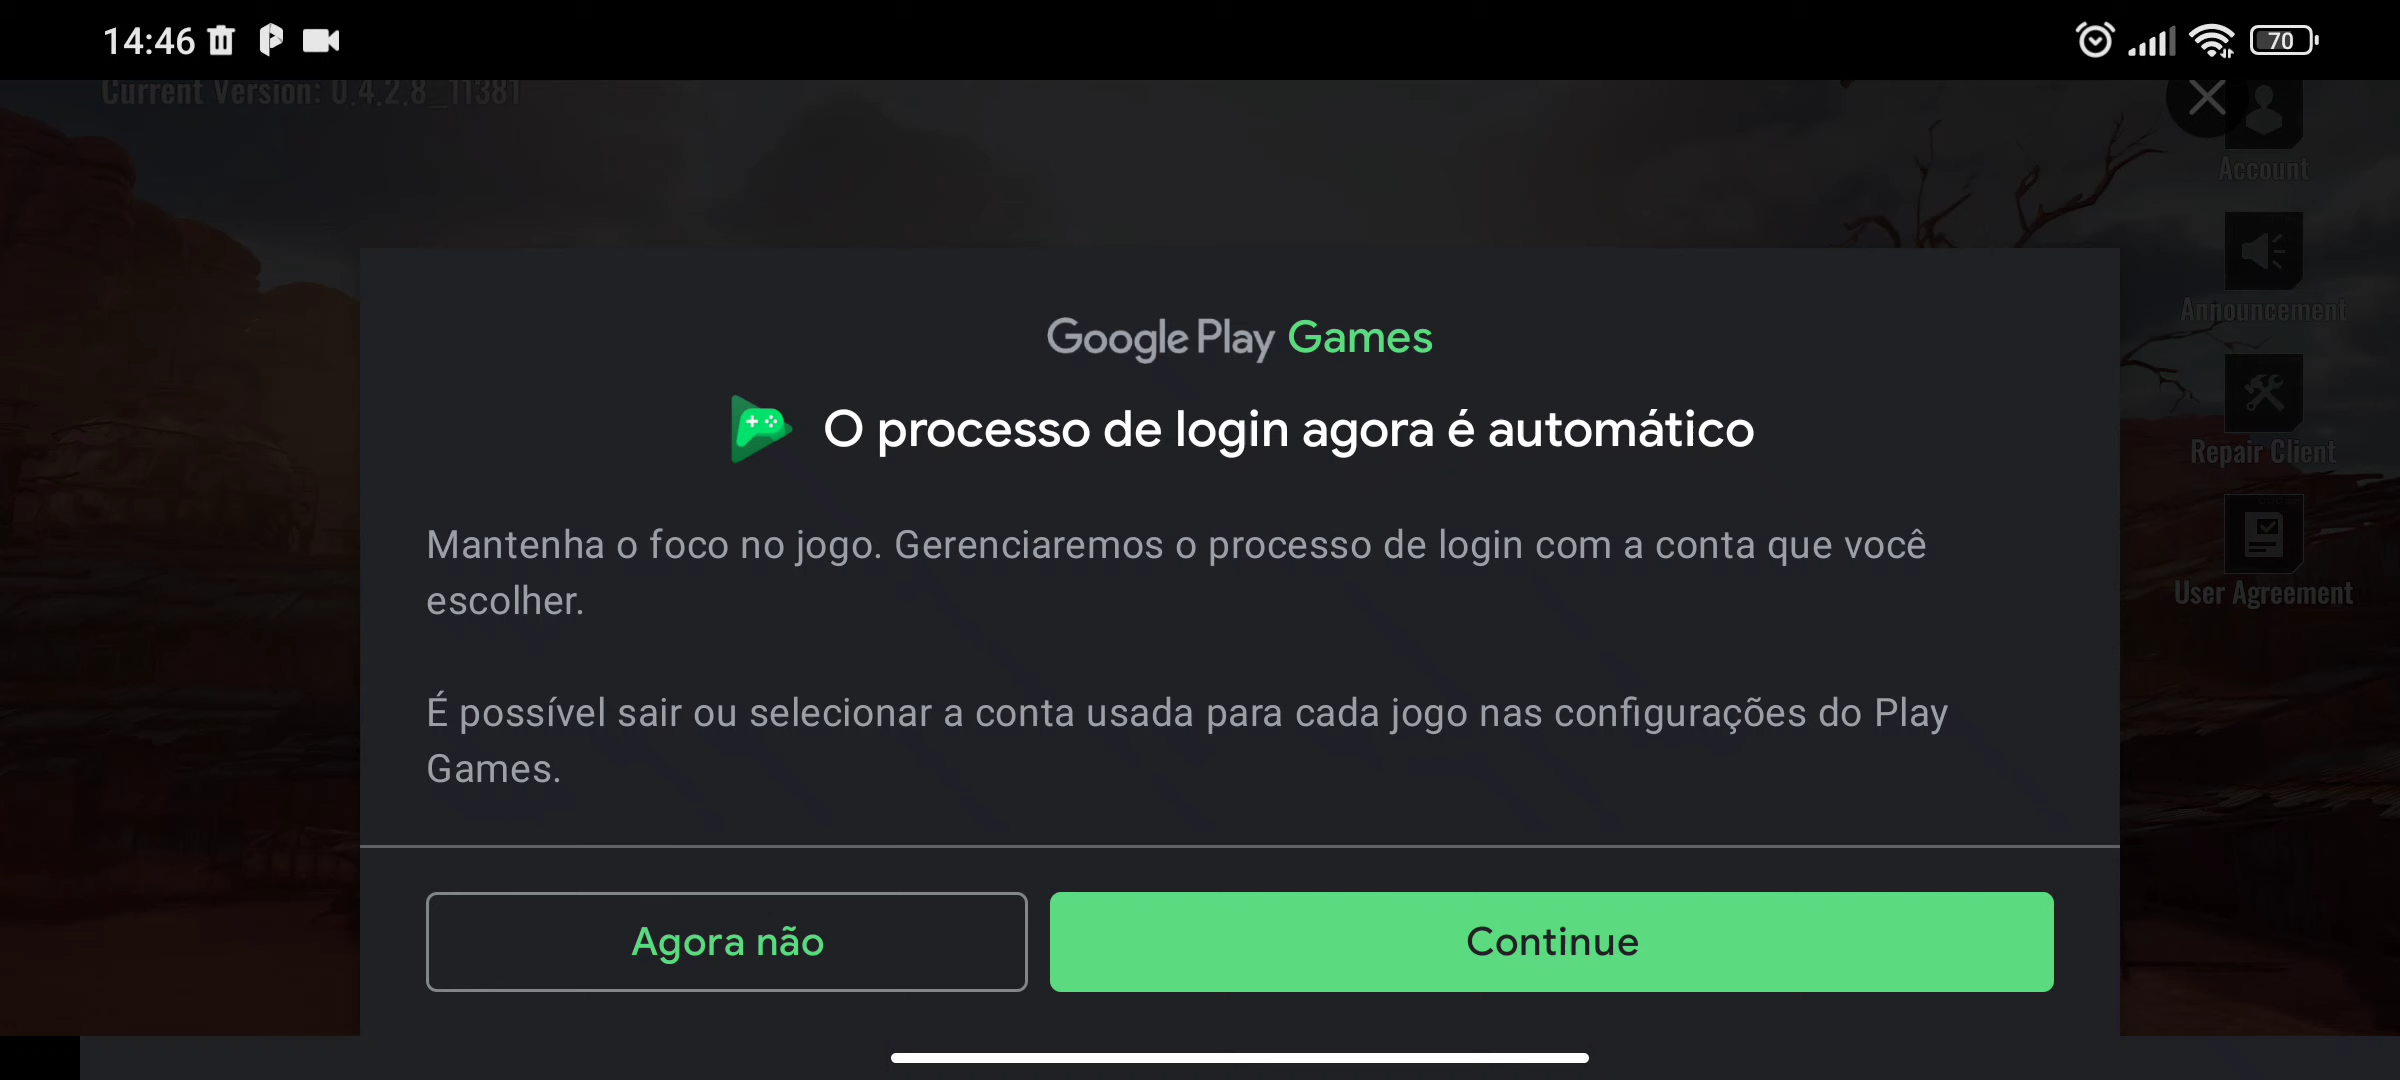 14:46
70
Current Version: 0.4.2.8_11381
Account
Announcement
Repair Client
User Agreement
Google Play Games
O processo de login agora é automático
Mantenha o foco no jogo. Gerenciaremos o processo de login com a conta que você
escolher.
É possível sair ou selecionar a conta usada para cada jogo nas configurações do Play
Games.
Agora não
Continue